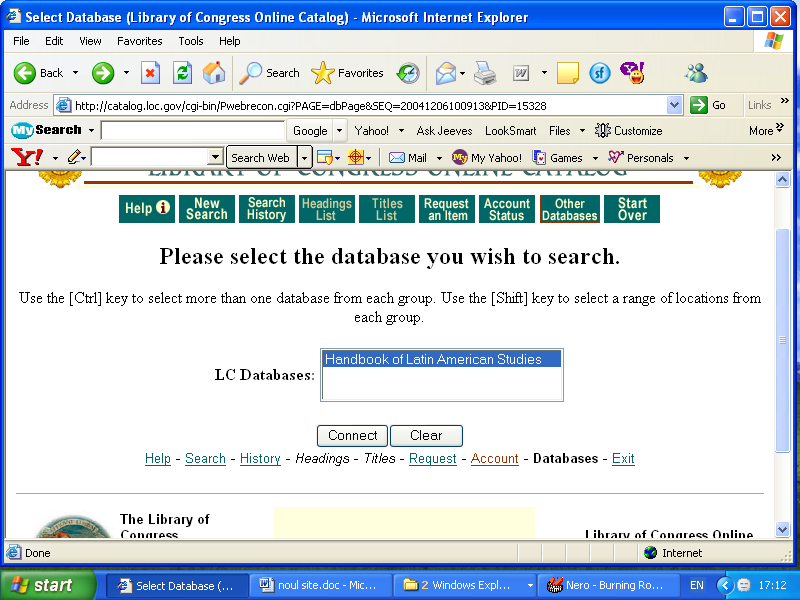 Select Database (Library of Congress Online Catalog) - Microsoft Internet Explorer
File Edit View Favorites Tools Help
Back Search Favorites
Address http://catalog.loc.gov/cgi-bin/Pwebrecon.cgi?PAGE=dbPage&SEQ=20041206100913&PID=15328 Go Links »
My Search Google Yahoo! Ask Jeeves LookSmart Files Customize More »
Y! Search Web Mail My Yahoo! Games Personals »
LIBRARY OF CONGRESS ONLINE CATALOG
Help New Search Search History Headings List Titles List Request an Item Account Status Other Databases Start Over
Please select the database you wish to search.
Use the [Ctrl] key to select more than one database from each group. Use the [Shift] key to select a range of locations from
each group.
LC Databases: Handbook of Latin American Studies
Connect Clear
Help - Search - History - Headings - Titles - Request - Account - Databases - Exit
The Library of
Congress
Library of Congress Online
Done Internet
start Select Database (... noul site.doc - Mic... 2 Windows Expl... Nero - Burning Ro... EN 17:12